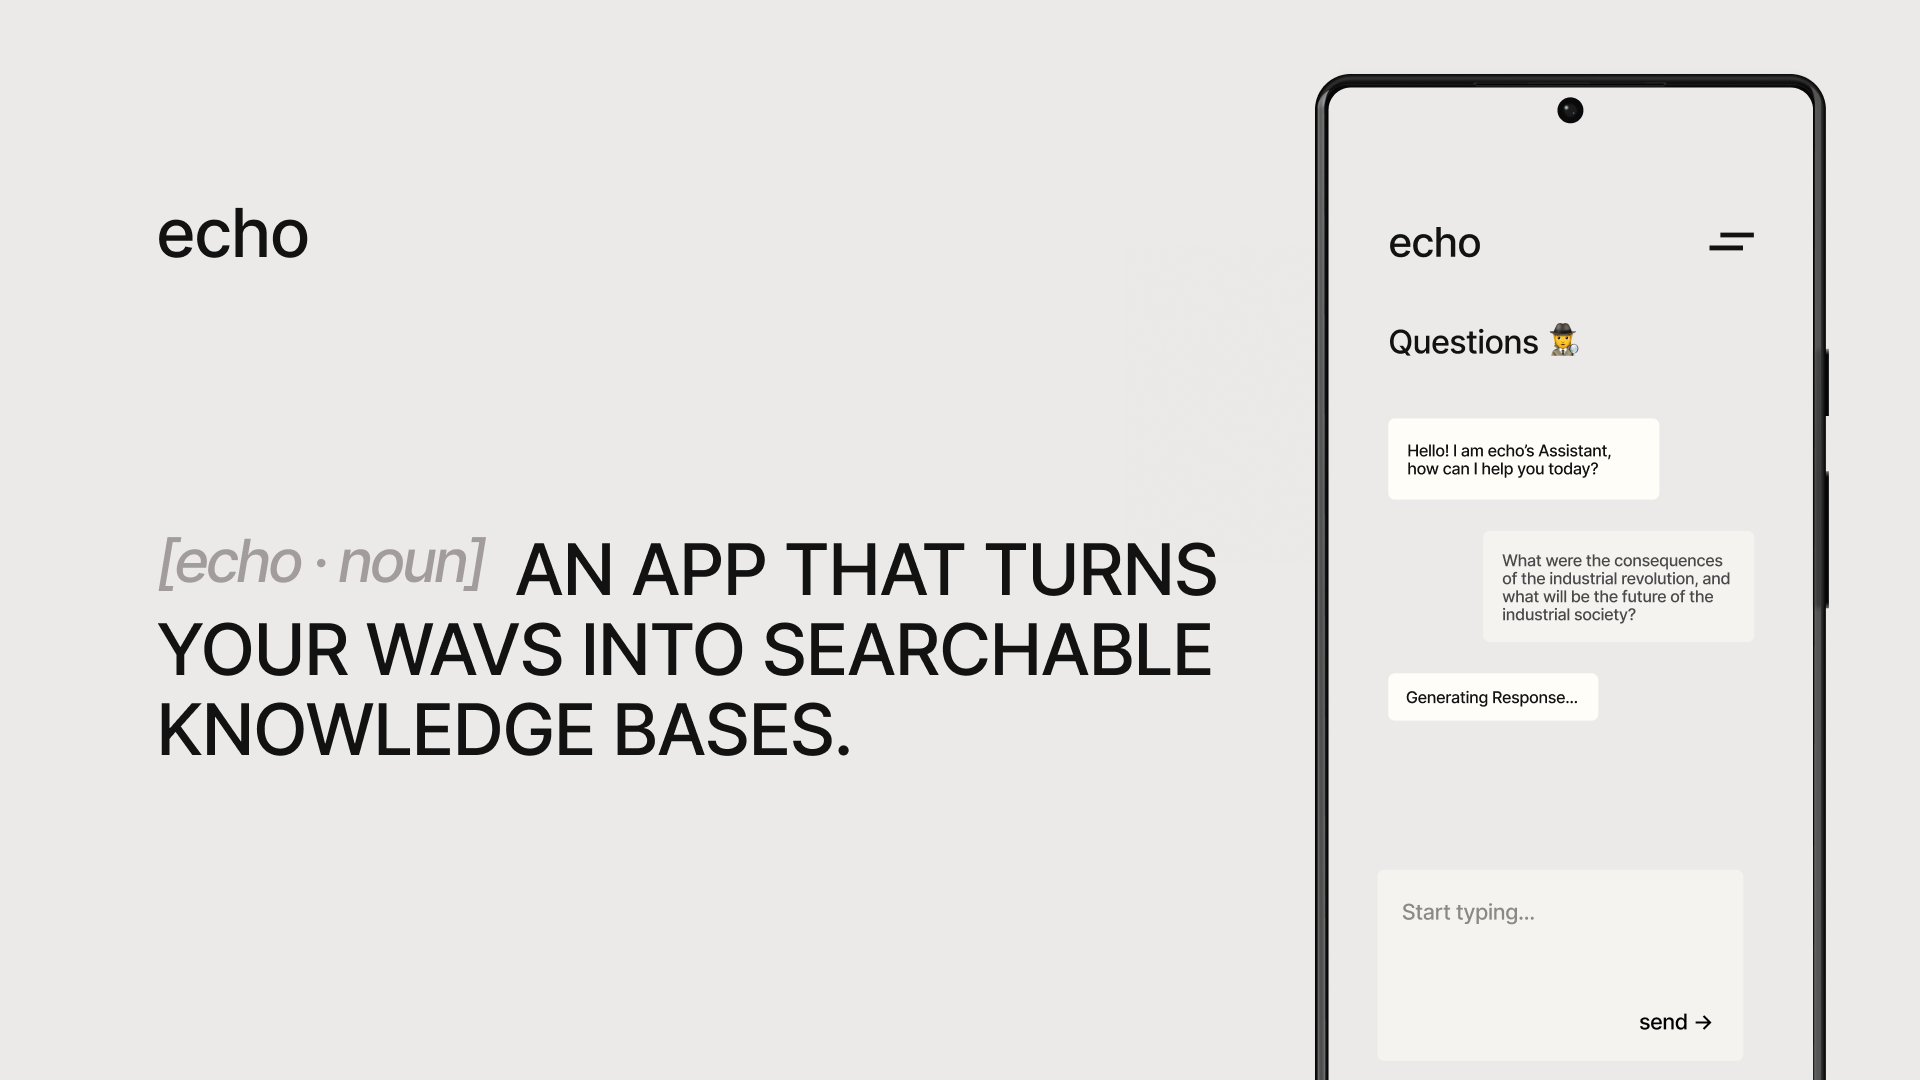 echo
[echo · noun] AN APP THAT TURNS
YOUR WAVS INTO SEARCHABLE
KNOWLEDGE BASES.
echo
Questions 🕵️
Hello! I am echo’s Assistant,
how can I help you today?
What were the consequences
of the industrial revolution, and
what will be the future of the
industrial society?
Generating Response...
Start typing...
send →